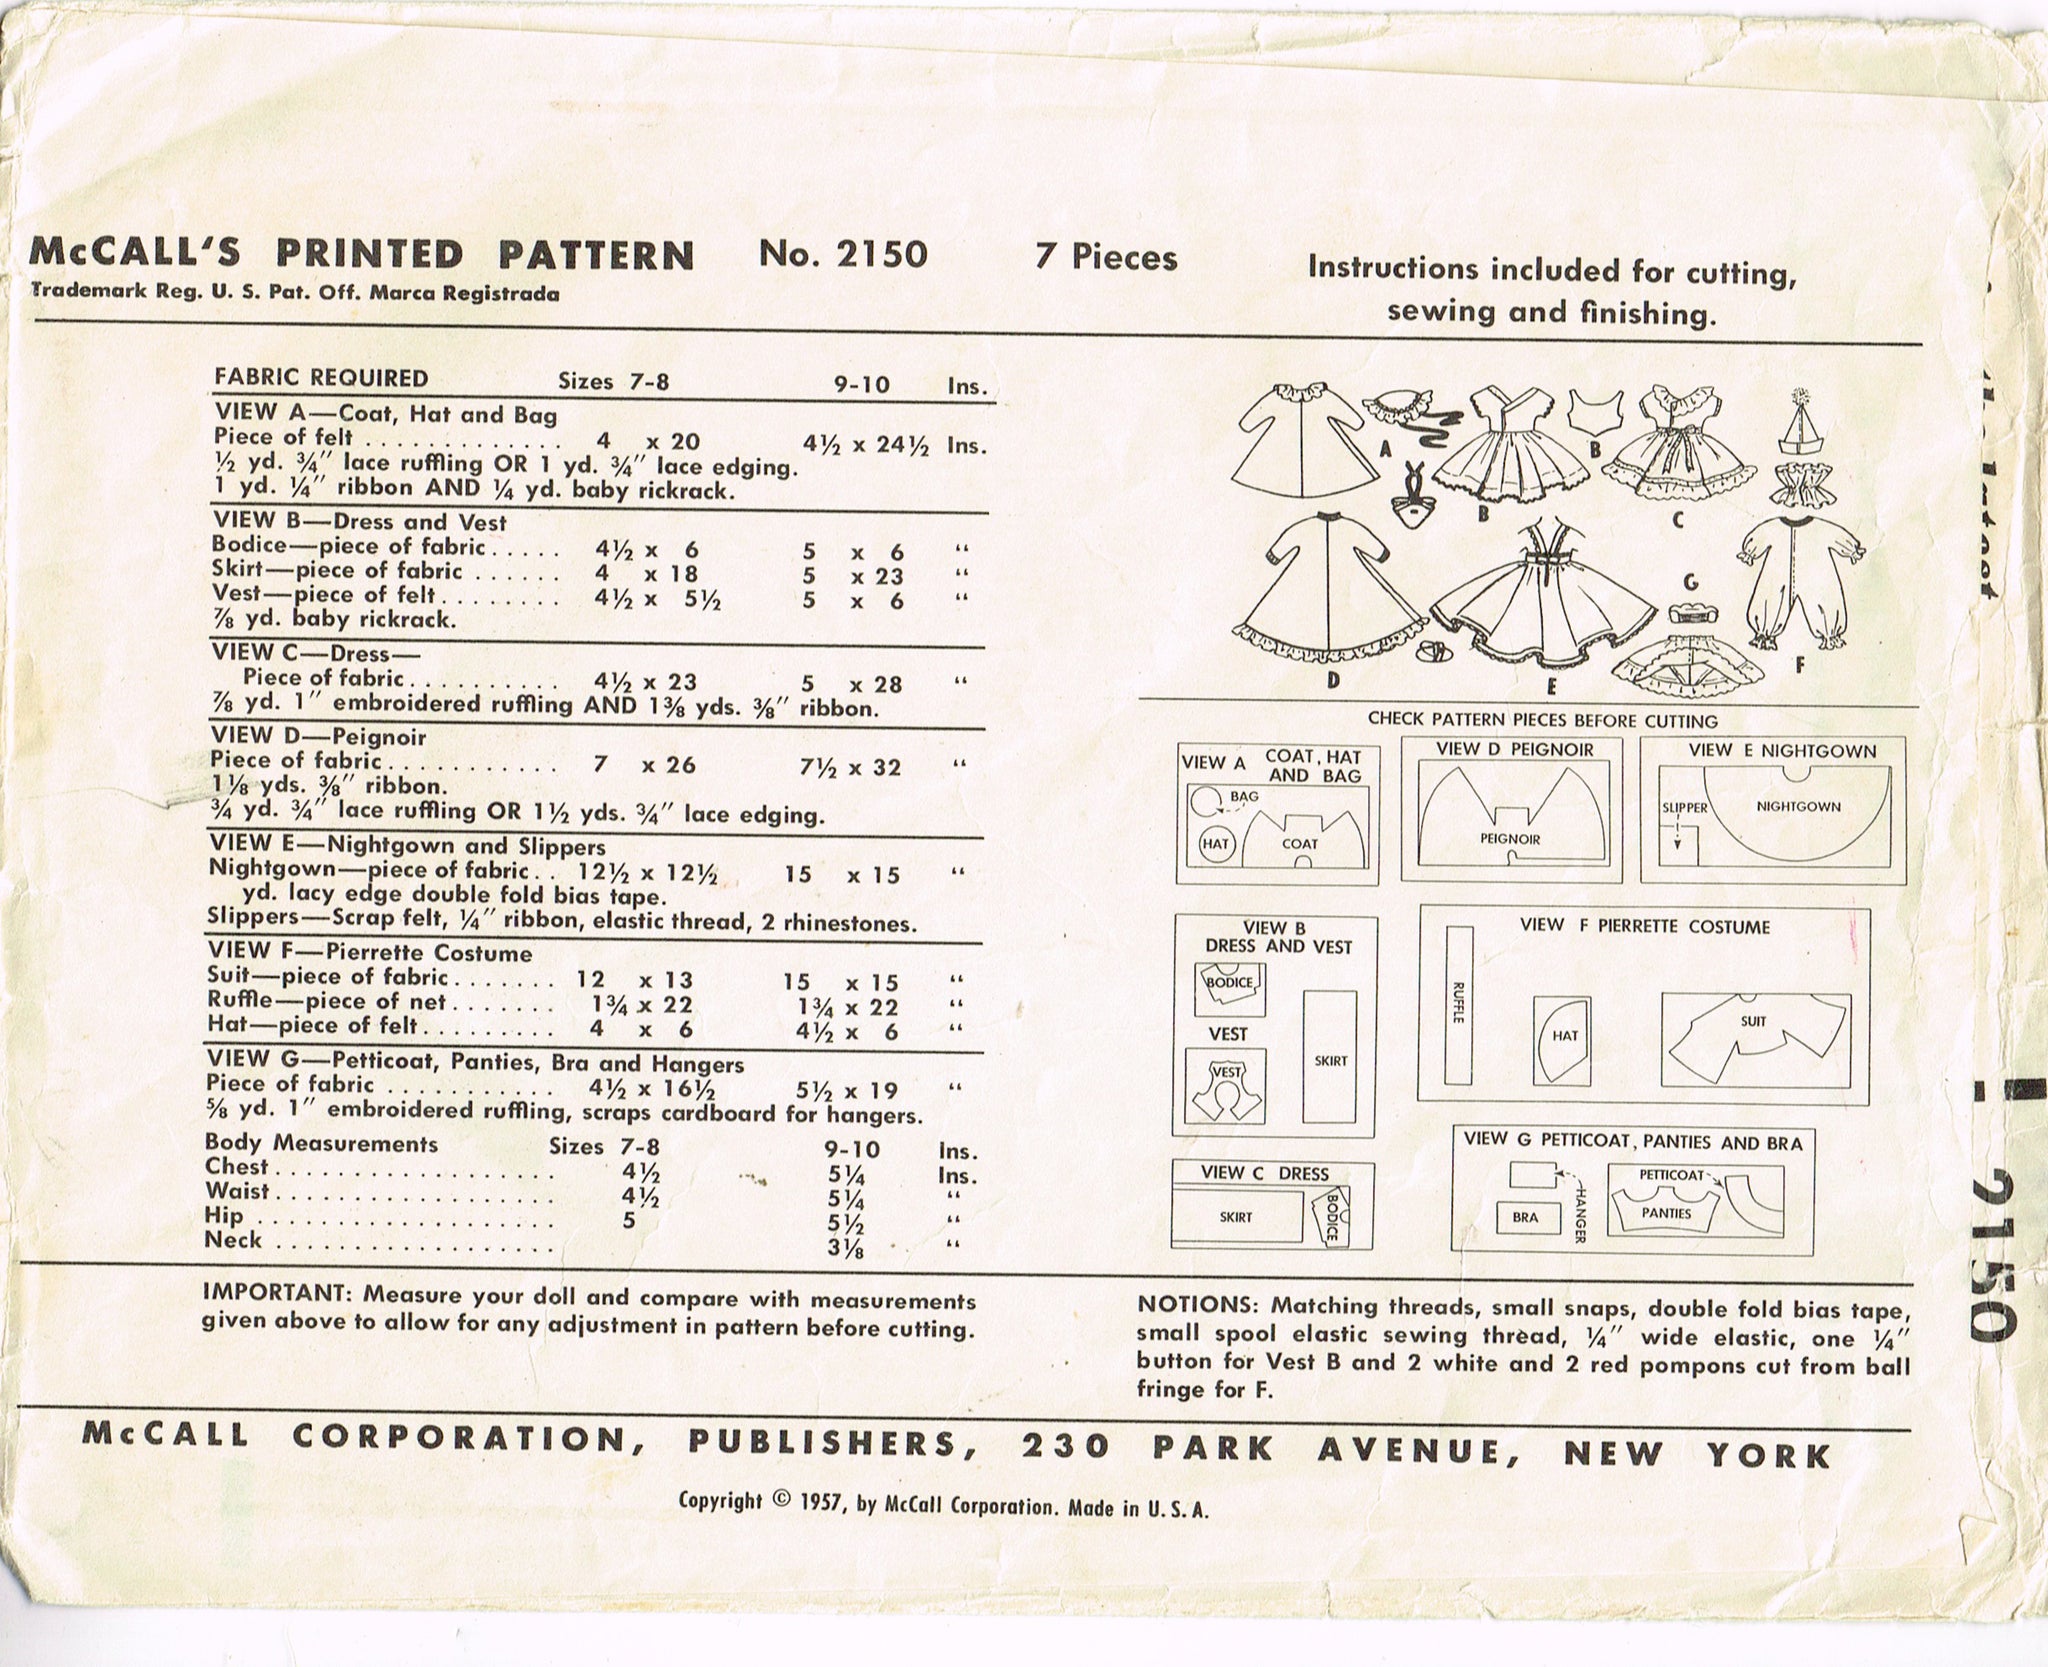 McCALL'S PRINTED PATTERN No. 2150 7 Pieces
Trademark Reg. U. S. Pat. Off. Marca Registrada
Instructions included for cutting,
sewing and finishing.
FABRIC REQUIRED Sizes 7-8 9-10 Ins.
VIEW A—Coat, Hat and Bag
Piece of felt . . . . . . . . . . . . . 4 x 20 4½ x 24½ Ins.
½ yd. ¾″ lace ruffling OR 1 yd. ¾″ lace edging.
1 yd. ¼″ ribbon AND ¼ yd. baby rickrack.
VIEW B—Dress and Vest
Bodice—piece of fabric . . . . . 4½ x 6 5 x 6 “
Skirt—piece of fabric . . . . . . 4 x 18 5 x 23 “
Vest—piece of felt . . . . . . . . 4½ x 5½ 5 x 6 “
⅞ yd. baby rickrack.
VIEW C—Dress—
Piece of fabric . . . . . . . . . . 4½ x 23 5 x 28 “
⅞ yd. 1″ embroidered ruffling AND 1⅜ yds. ⅜″ ribbon.
VIEW D—Peignoir
Piece of fabric . . . . . . . . . . . 7 x 26 7½ x 32 “
1⅛ yds. ⅜″ ribbon.
¾ yd. ¾″ lace ruffling OR 1½ yds. ¾″ lace edging.
VIEW E—Nightgown and Slippers
Nightgown—piece of fabric . . 12½ x 12½ 15 x 15 “
yd. lacy edge double fold bias tape.
Slippers—Scrap felt, ¼″ ribbon, elastic thread, 2 rhinestones.
VIEW F—Pierrette Costume
Suit—piece of fabric . . . . . . . 12 x 13 15 x 15 “
Ruffle—piece of net . . . . . . . 1¾ x 22 1¾ x 22 “
Hat—piece of felt . . . . . . . . . 4 x 6 4½ x 6 “
VIEW G—Petticoat, Panties, Bra and Hangers
Piece of fabric . . . . . . . . . . . 4½ x 16½ 5½ x 19 “
⅝ yd. 1″ embroidered ruffling, scraps cardboard for hangers.
Body Measurements Sizes 7-8 9-10 Ins.
Chest . . . . . . . . . . . . . . . . . . 4½ 5¼ Ins.
Waist . . . . . . . . . . . . . . . . . . 4½ 5¼ “
Hip . . . . . . . . . . . . . . . . . . . 5 5½ “
Neck . . . . . . . . . . . . . . . . . . 3⅛ “
A
B
B
C
D
E
G
F
CHECK PATTERN PIECES BEFORE CUTTING
VIEW A COAT, HAT
AND BAG
BAG
HAT
COAT
VIEW D PEIGNOIR
PEIGNOIR
VIEW E NIGHTGOWN
SLIPPER
NIGHTGOWN
VIEW B
DRESS AND VEST
BODICE
VEST
VEST
SKIRT
VIEW F PIERRETTE COSTUME
RUFFLE
HAT
SUIT
VIEW C DRESS
SKIRT
BODICE
VIEW G PETTICOAT, PANTIES AND BRA
HANGER
BRA
PETTICOAT
PANTIES
IMPORTANT: Measure your doll and compare with measurements
given above to allow for any adjustment in pattern before cutting.
NOTIONS: Matching threads, small snaps, double fold bias tape,
small spool elastic sewing thread, ¼″ wide elastic, one ¼″
button for Vest B and 2 white and 2 red pompons cut from ball
fringe for F.
McCALL CORPORATION, PUBLISHERS, 230 PARK AVENUE, NEW YORK
Copyright © 1957, by McCall Corporation. Made in U. S. A.
2150